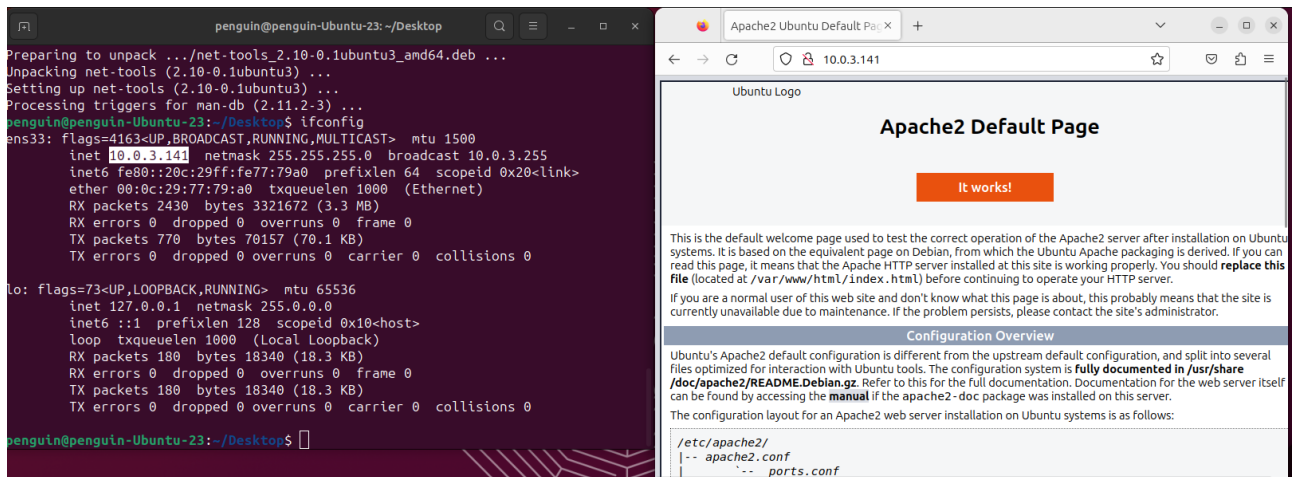 penguin@penguin-Ubuntu-23: ~/Desktop
Preparing to unpack .../net-tools_2.10-0.1ubuntu3_amd64.deb ...
Unpacking net-tools (2.10-0.1ubuntu3) ...
Setting up net-tools (2.10-0.1ubuntu3) ...
Processing triggers for man-db (2.11.2-3) ...
penguin@penguin-Ubuntu-23:~/Desktop$ ifconfig
ens33: flags=4163<UP,BROADCAST,RUNNING,MULTICAST>  mtu 1500
        inet 10.0.3.141  netmask 255.255.255.0  broadcast 10.0.3.255
        inet6 fe80::20c:29ff:fe77:79a0  prefixlen 64  scopeid 0x20<link>
        ether 00:0c:29:77:79:a0  txqueuelen 1000  (Ethernet)
        RX packets 2430  bytes 3321672 (3.3 MB)
        RX errors 0  dropped 0  overruns 0  frame 0
        TX packets 770  bytes 70157 (70.1 KB)
        TX errors 0  dropped 0 overruns 0  carrier 0  collisions 0
lo: flags=73<UP,LOOPBACK,RUNNING>  mtu 65536
        inet 127.0.0.1  netmask 255.0.0.0
        inet6 ::1  prefixlen 128  scopeid 0x10<host>
        loop  txqueuelen 1000  (Local Loopback)
        RX packets 180  bytes 18340 (18.3 KB)
        RX errors 0  dropped 0  overruns 0  frame 0
        TX packets 180  bytes 18340 (18.3 KB)
        TX errors 0  dropped 0 overruns 0  carrier 0  collisions 0
penguin@penguin-Ubuntu-23:~/Desktop$
Apache2 Ubuntu Default Pag
10.0.3.141
Ubuntu Logo
Apache2 Default Page
It works!
This is the default welcome page used to test the correct operation of the Apache2 server after installation on Ubuntu
systems. It is based on the equivalent page on Debian, from which the Ubuntu Apache packaging is derived. If you can
read this page, it means that the Apache HTTP server installed at this site is working properly. You should replace this
file (located at /var/www/html/index.html) before continuing to operate your HTTP server.
If you are a normal user of this web site and don't know what this page is about, this probably means that the site is
currently unavailable due to maintenance. If the problem persists, please contact the site's administrator.
Configuration Overview
Ubuntu's Apache2 default configuration is different from the upstream default configuration, and split into several
files optimized for interaction with Ubuntu tools. The configuration system is fully documented in /usr/share
/doc/apache2/README.Debian.gz. Refer to this for the full documentation. Documentation for the web server itself
can be found by accessing the manual if the apache2-doc package was installed on this server.
The configuration layout for an Apache2 web server installation on Ubuntu systems is as follows:
/etc/apache2/
|-- apache2.conf
|       `--  ports.conf